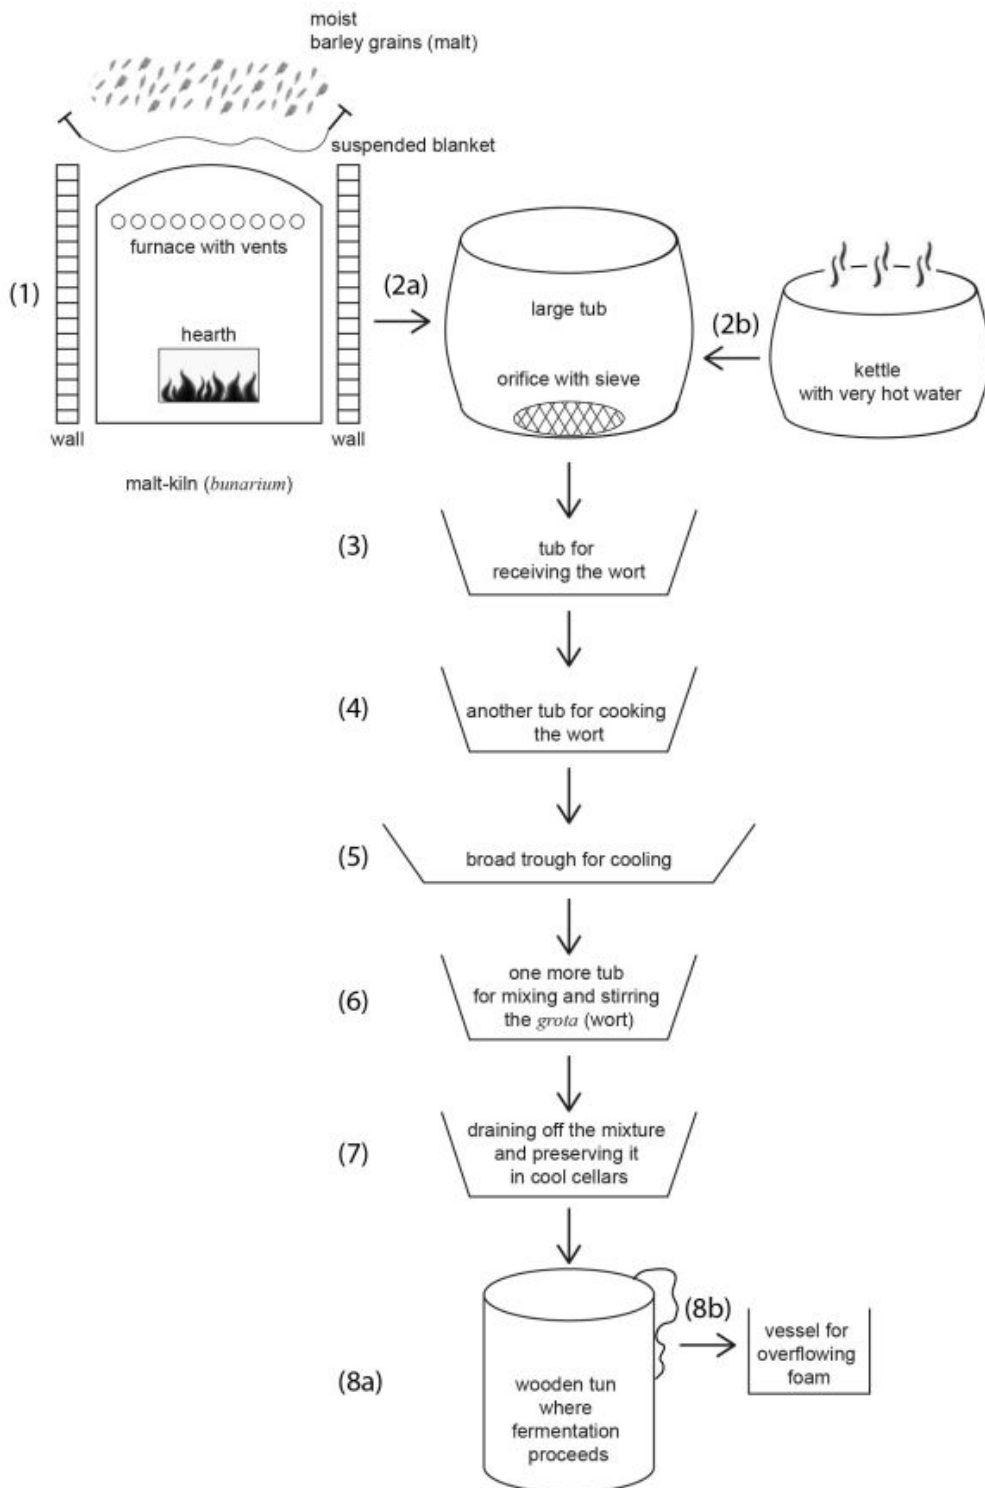 moist
barley grains (malt)
suspended blanket
furnace with vents
(1)
hearth
wall
wall
malt-kiln (bunarium)
(2a)
large tub
orifice with sieve
(2b)
kettle
with very hot water
(3)
tub for
receiving the wort
(4)
another tub for cooking
the wort
(5)
broad trough for cooling
(6)
one more tub
for mixing and stirring
the grota (wort)
(7)
draining off the mixture
and preserving it
in cool cellars
(8a)
wooden tun
where
fermentation
proceeds
(8b)
vessel for
overflowing
foam